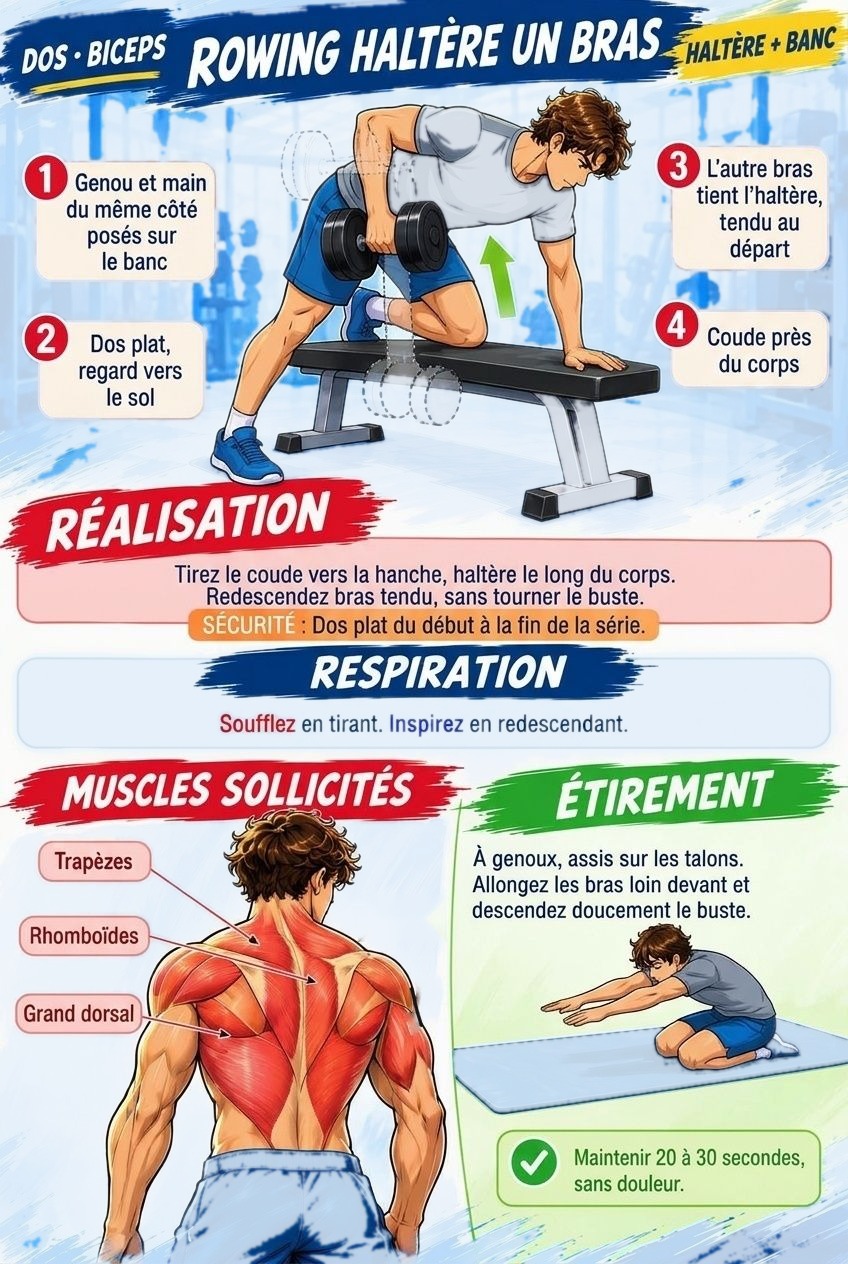 DOS · BICEPS
ROWING HALTÈRE UN BRAS
HALTÈRE + BANC
1
Genou et main
du même côté
posés sur
le banc
2
Dos plat,
regard vers
le sol
3
L'autre bras
tient l'haltère,
tendu au
départ
4
Coude près
du corps
RÉALISATION
Tirez le coude vers la hanche, haltère le long du corps.
Redescendez bras tendu, sans tourner le buste.
SÉCURITÉ : Dos plat du début à la fin de la série.
RESPIRATION
Soufflez en tirant. Inspirez en redescendant.
MUSCLES SOLLICITÉS
Trapèzes
Rhomboïdes
Grand dorsal
ÉTIREMENT
À genoux, assis sur les talons.
Allongez les bras loin devant et
descendez doucement le buste.
Maintenir 20 à 30 secondes,
sans douleur.